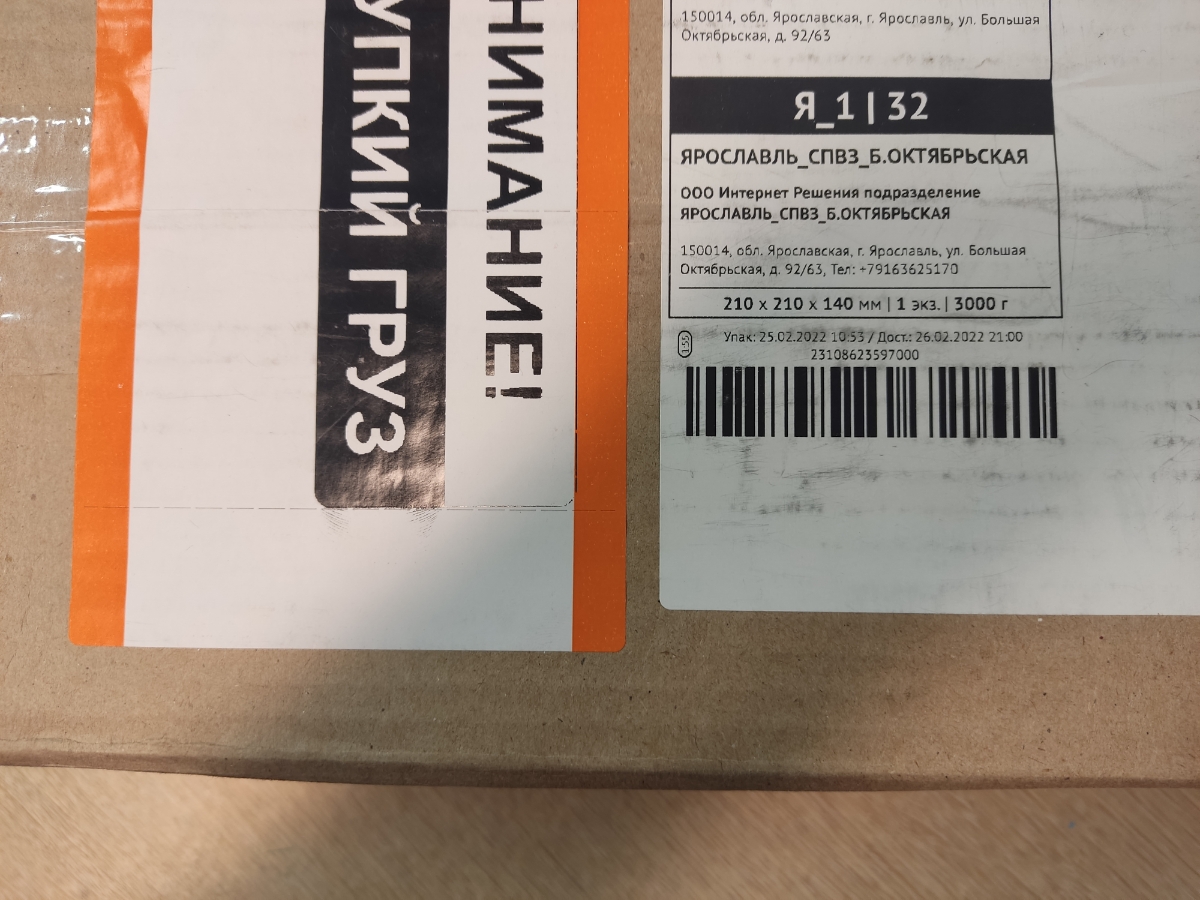 НИМАНИЕ!
УПКИЙ ГРУЗ
150014, обл. Ярославская, г. Ярославль, ул. Большая
Октябрьская, д. 92/63
Я_1 | 32
ЯРОСЛАВЛЬ_СПВЗ_Б.ОКТЯБРЬСКАЯ
ООО Интернет Решения подразделение
ЯРОСЛАВЛЬ_СПВЗ_Б.ОКТЯБРЬСКАЯ
150014, обл. Ярославская, г. Ярославль, ул. Большая
Октябрьская, д. 92/63, Тел: +79163625170
210 x 210 x 140 мм | 1 экз. | 3000 г
1:55
Упак: 25.02.2022 10:53 / Дост.: 26.02.2022 21:00
23108623597000